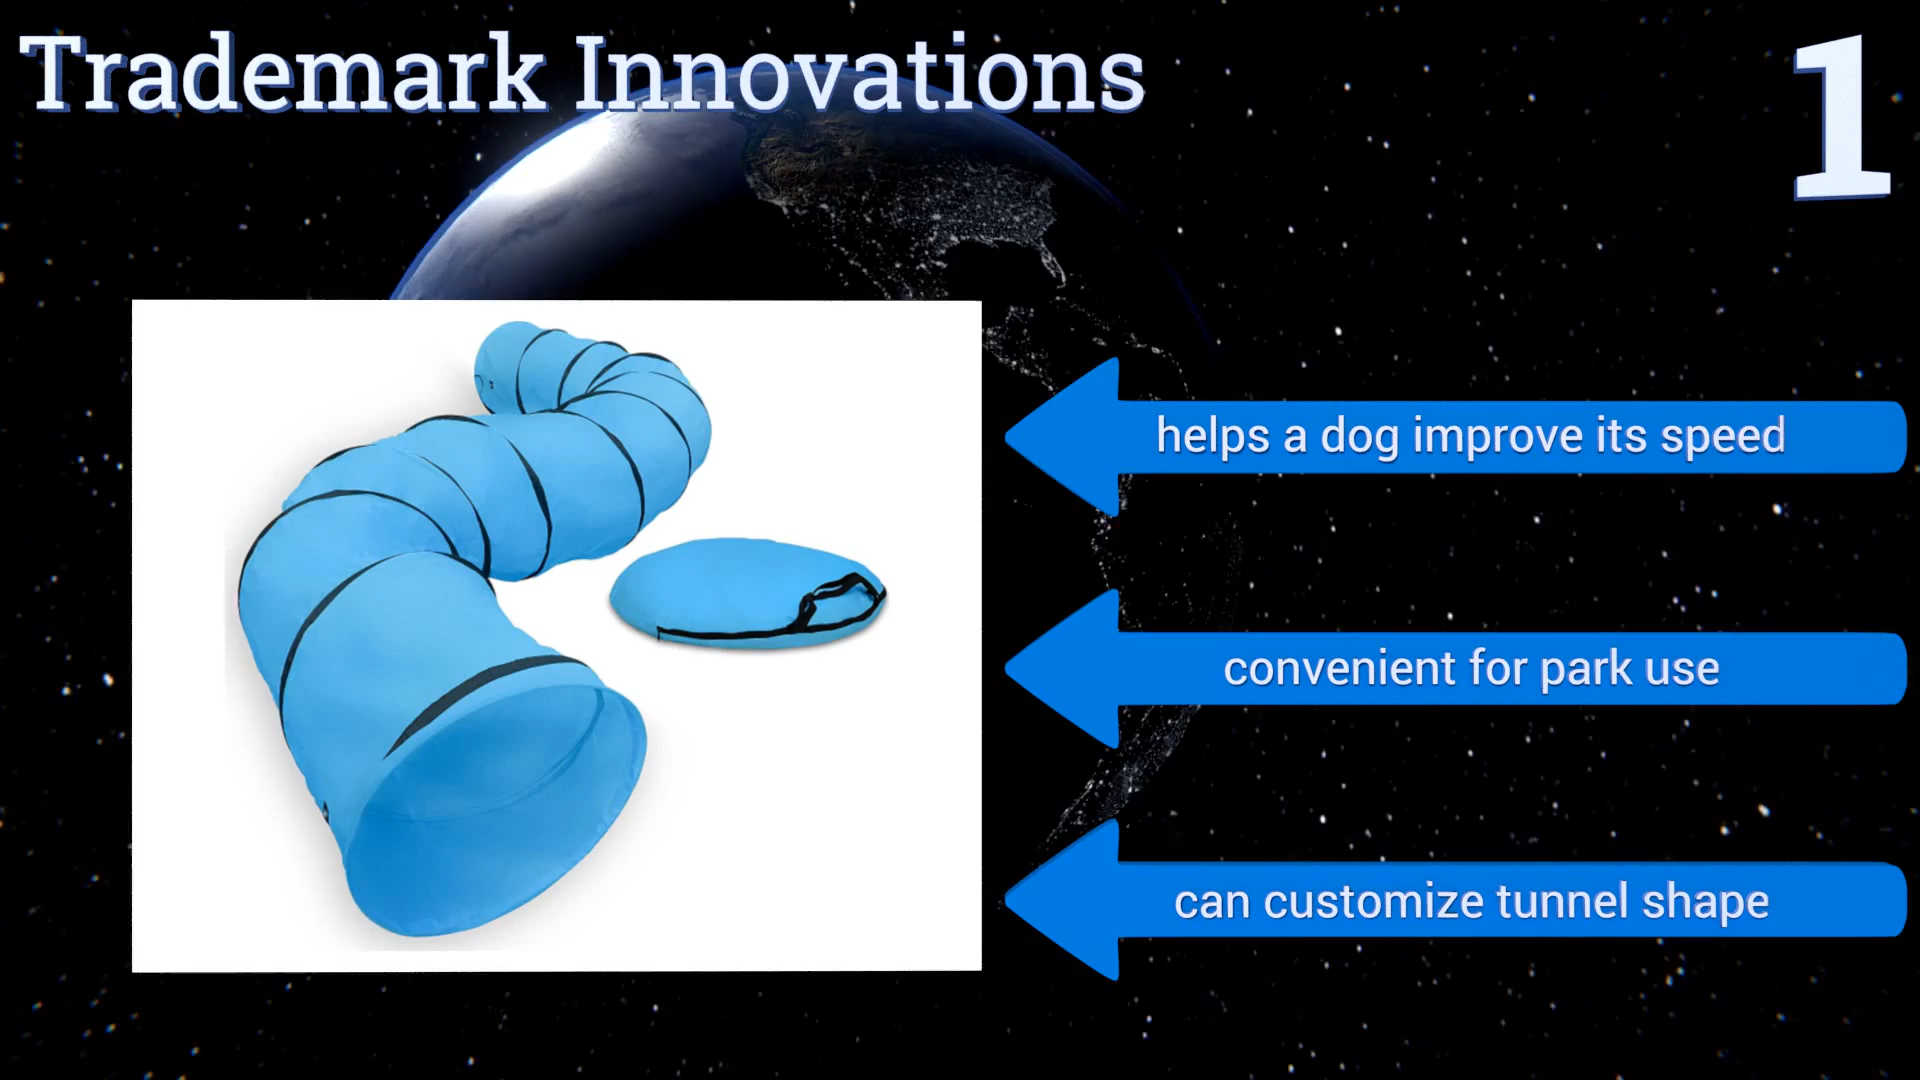 Trademark Innovations
1
helps a dog improve its speed
convenient for park use
can customize tunnel shape